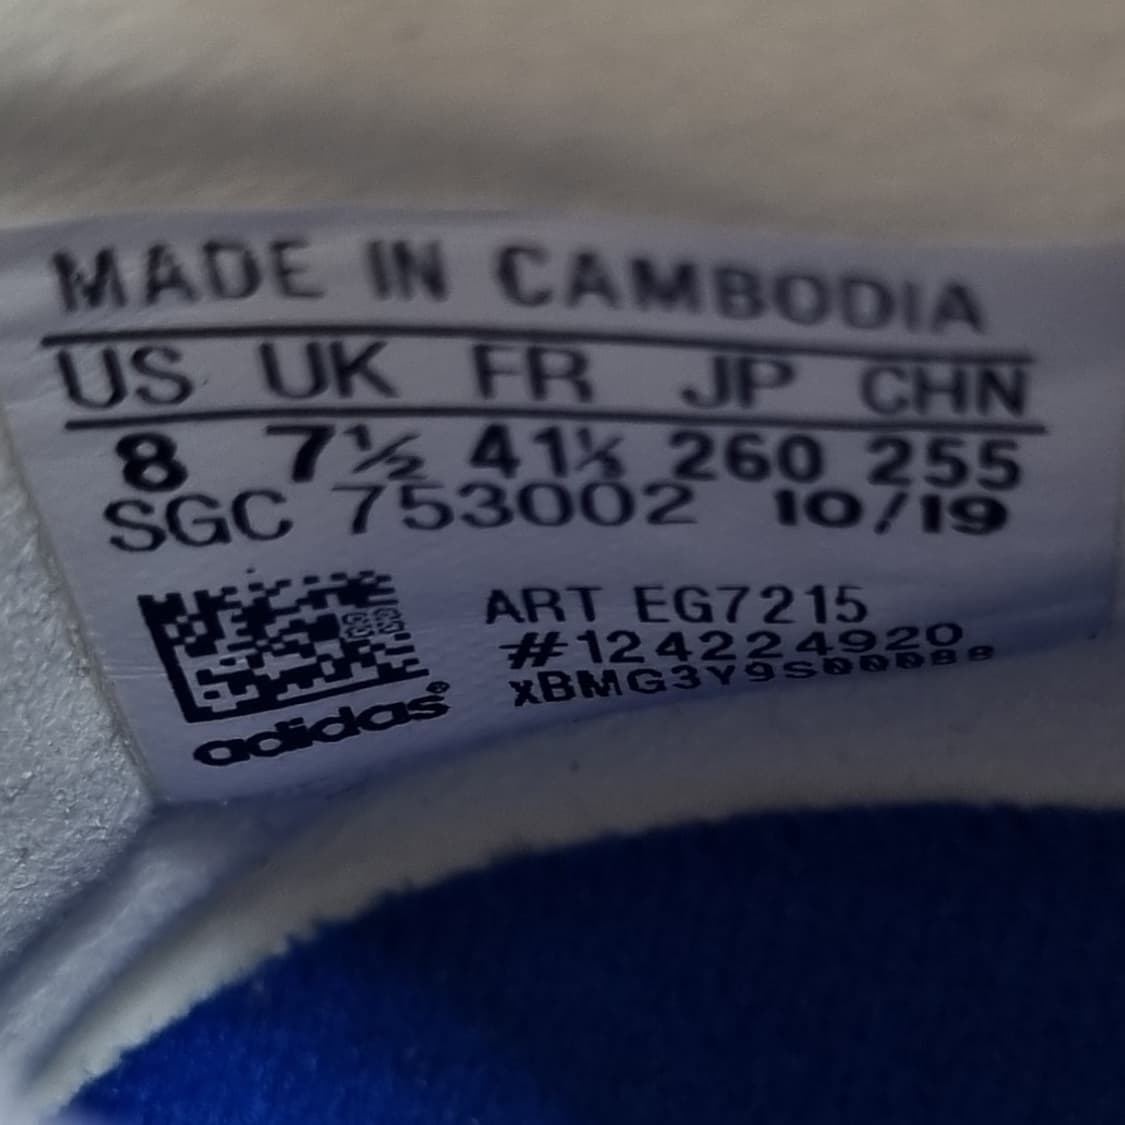 MADE IN CAMBODIA
US UK FR JP CHN
8 7½ 41⅓ 260 255
SGC 753002 10/19
ART EG7215
#124224920
adidas®